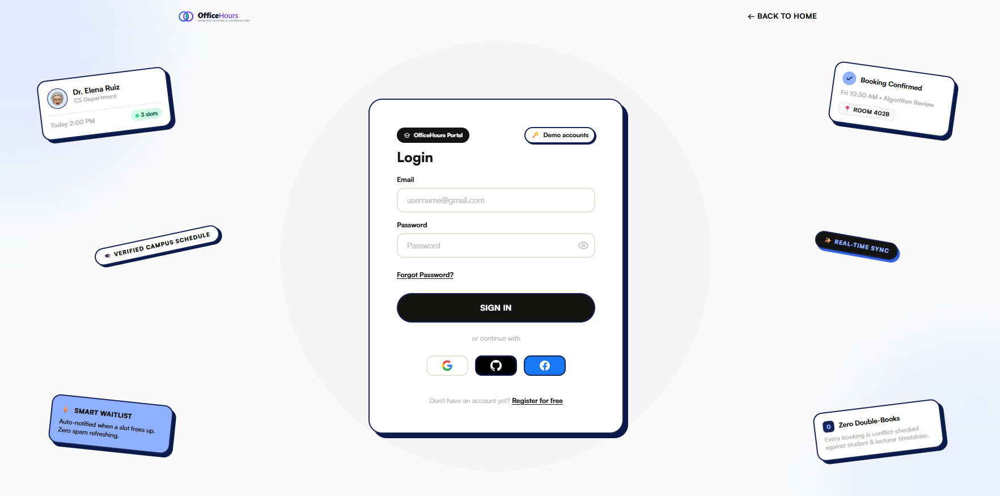 OfficeHours
SEAMLESS ADVISING & CALENDAR SYNC
← BACK TO HOME
Dr. Elena Ruiz
CS Department
Today 2:00 PM
3 slots
Booking Confirmed
Fri 10:30 AM • Algorithm Review
ROOM 402B
OfficeHours Portal
Demo accounts
Login
Email
username@gmail.com
Password
Password
Forgot Password?
SIGN IN
or continue with
Don't have an account yet? Register for free
VERIFIED CAMPUS SCHEDULE
REAL-TIME SYNC
SMART WAITLIST
Auto-notified when a slot frees up.
Zero spam refreshing.
0 Zero Double-Books
Every booking is conflict-checked
against student & lecturer timetables.